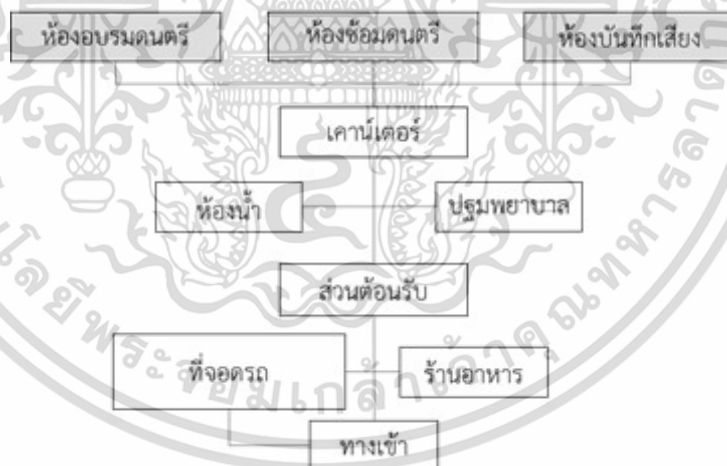 ห้องอบรมดนตรี ห้องซ้อมดนตรี ห้องบันทึกเสียง
เคาน์เตอร์
ห้องน้ำ ปฐมพยาบาล
ส่วนต้อนรับ
ที่จอดรถ ร้านอาหาร
ทางเข้า